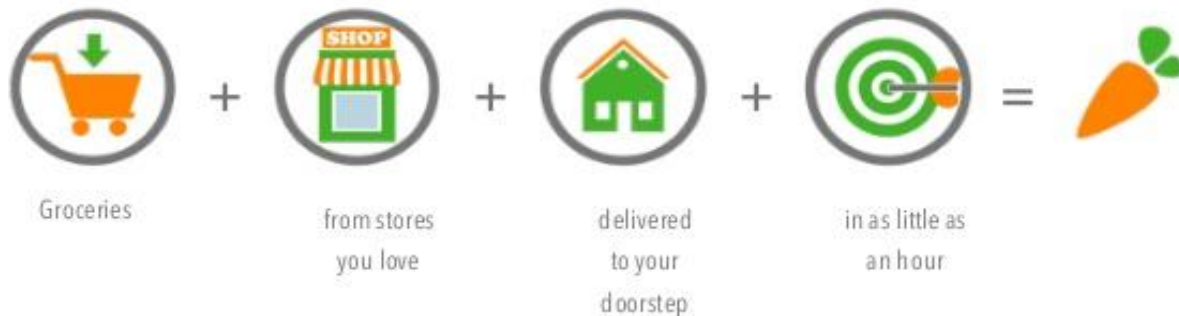 SHOP
+ + + =
Groceries
from stores
you love
delivered
to your
doorstep
in as little as
an hour